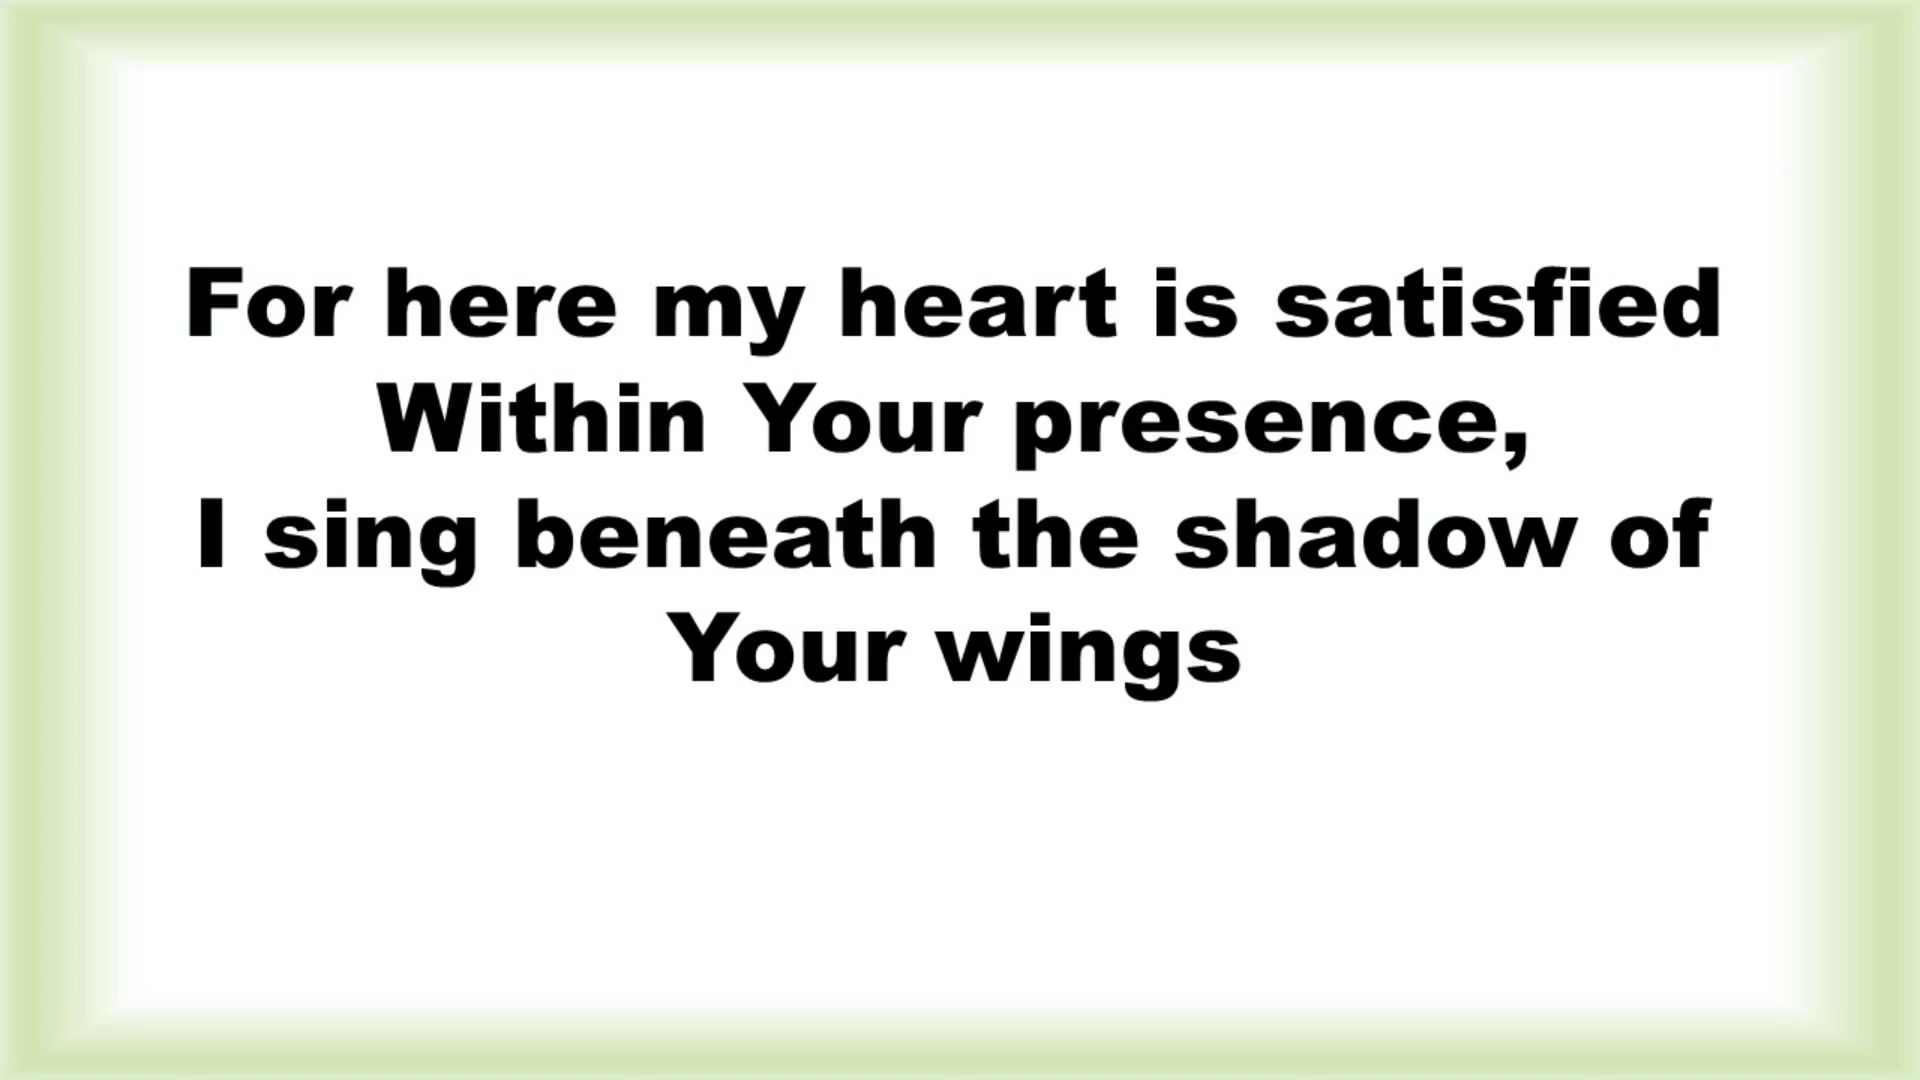 For here my heart is satisfied
Within Your presence,
I sing beneath the shadow of
Your wings